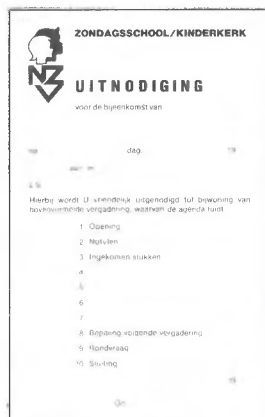 ZONDAGSSCHOOL/KINDERKERK
NZV
UITNODIGING
voor de bijeenkomst van
dag, 19
Hierbij wordt U vriendelijk uitgenodigd tot bijwoning van
bovenvermelde vergadering, waarvan de agenda luidt
1 Opening
2 Notulen
3 Ingekomen stukken
4
5
6
7
8 Bepaling volgende vergadering
9 Rondvraag
10 Sluiting
19